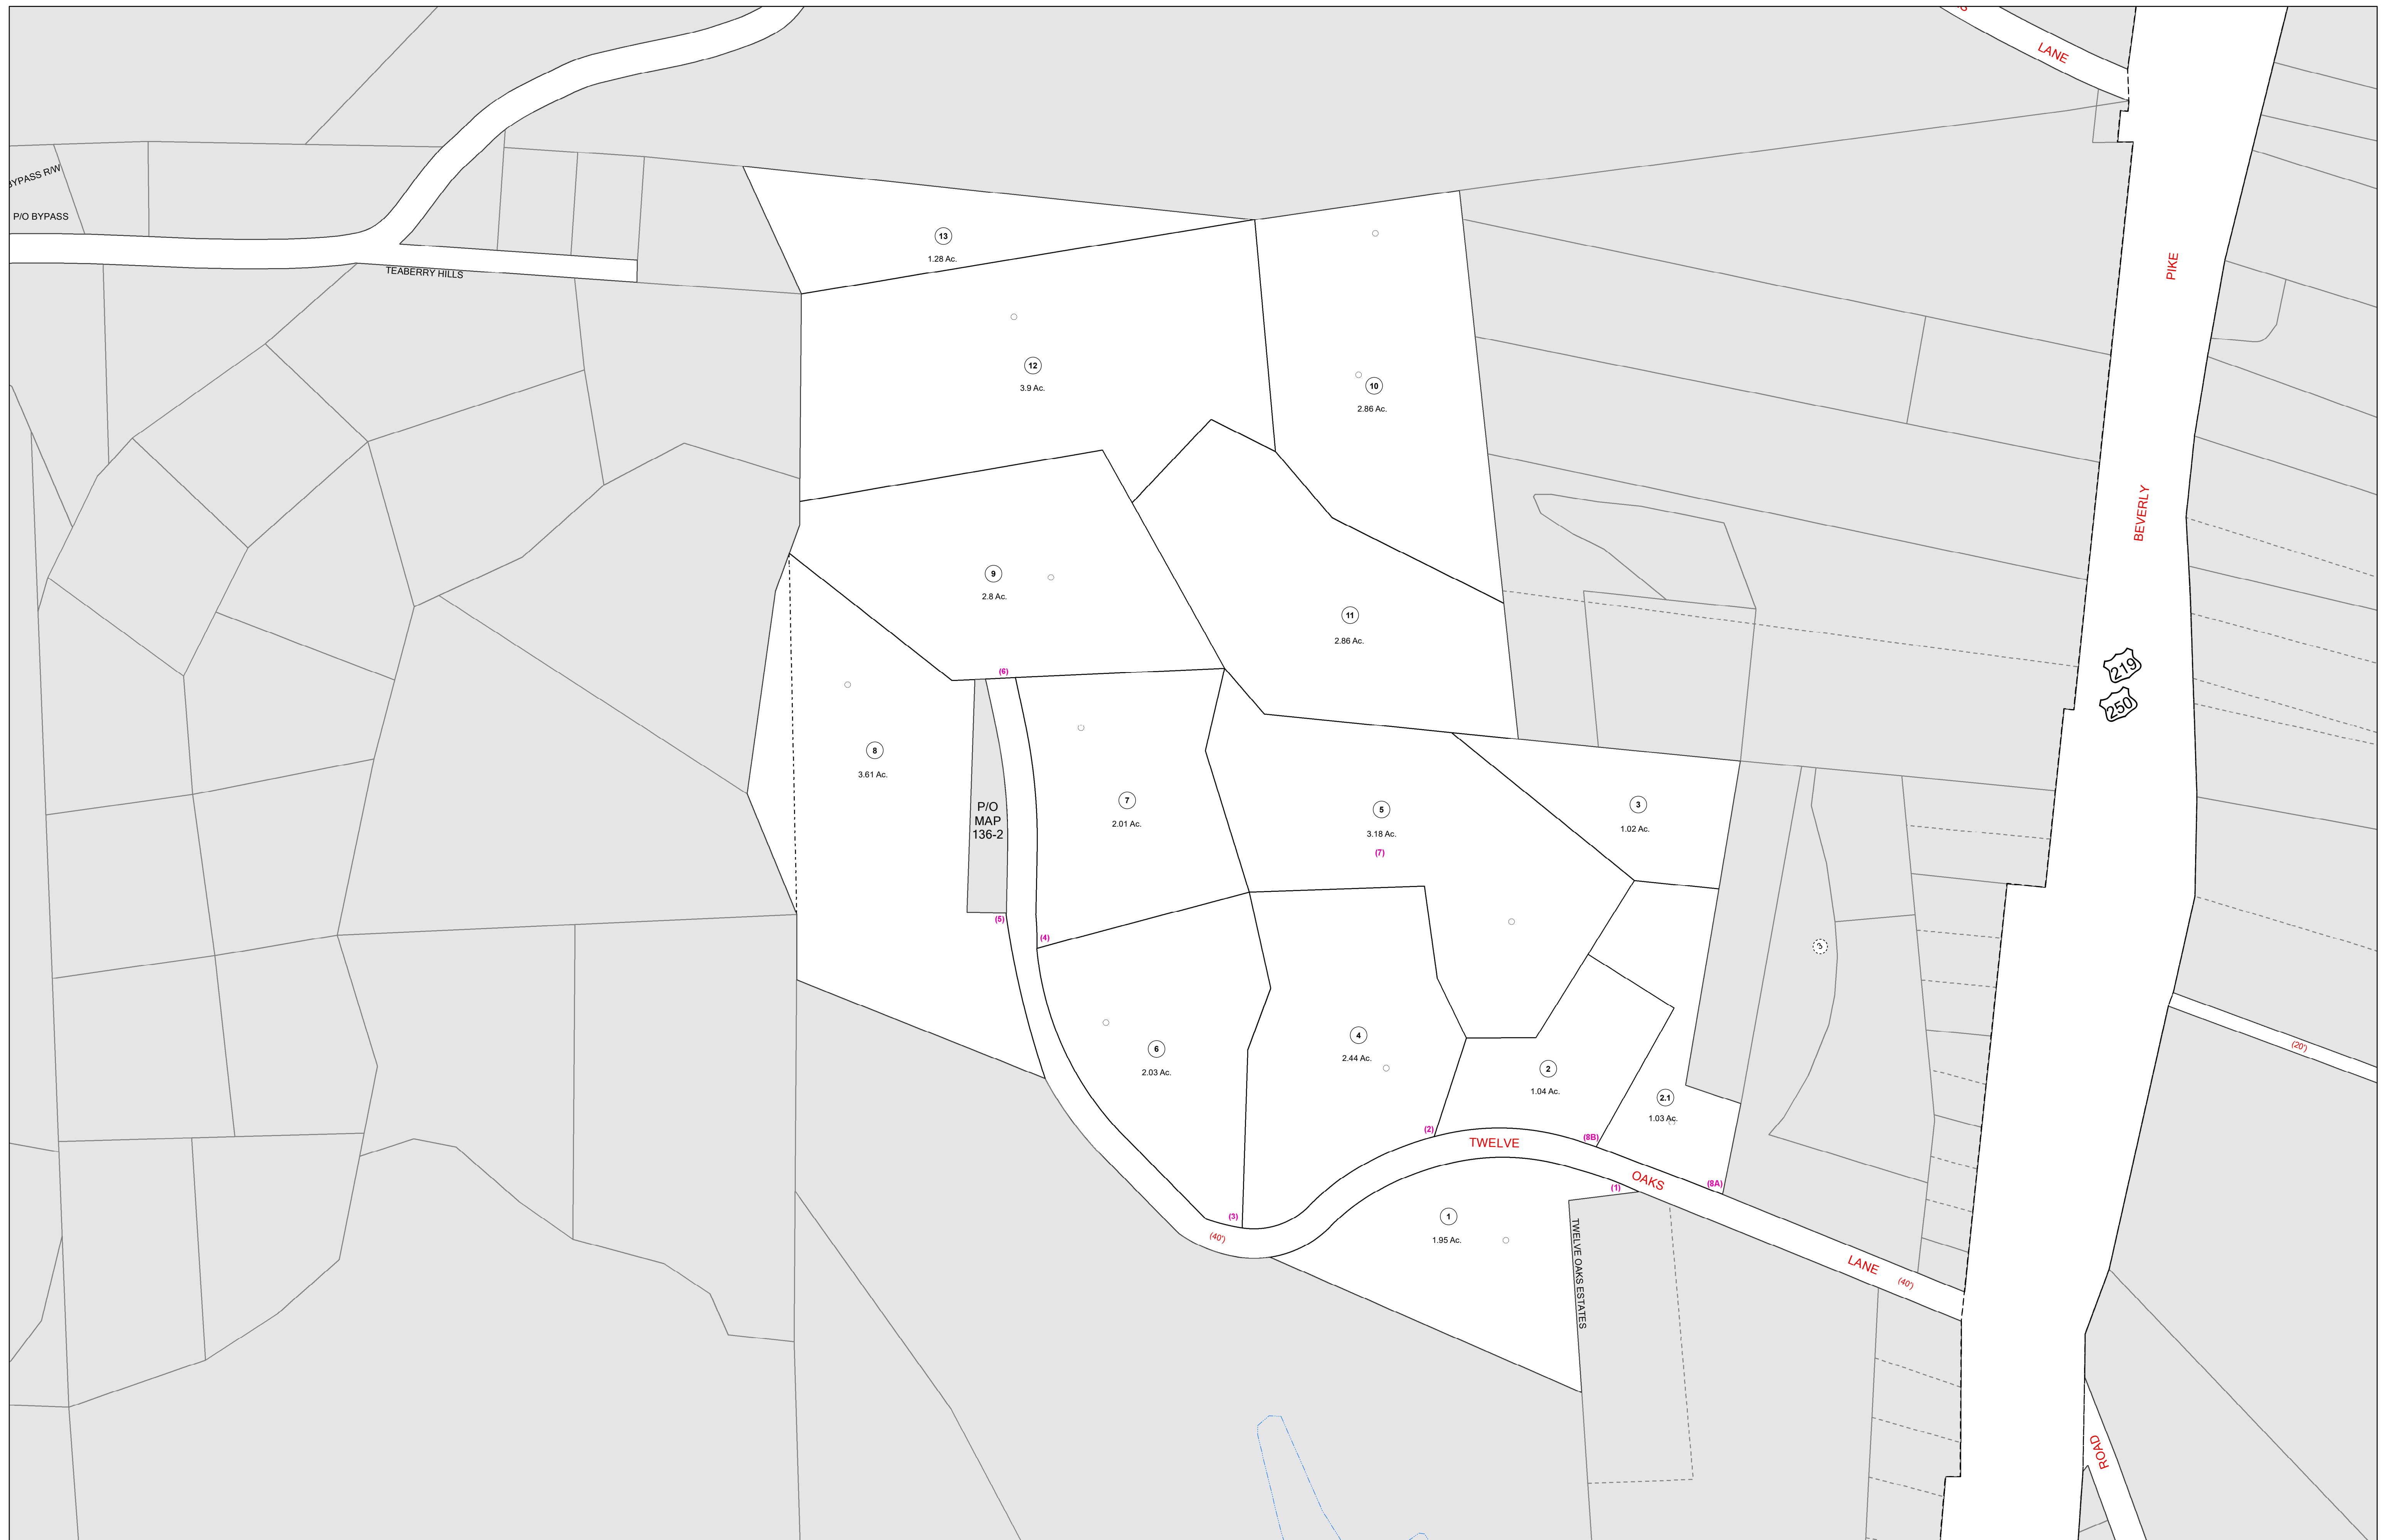 LANE
BYPASS R/W
P/O BYPASS
TEABERRY HILLS
PIKE
BEVERLY
219
250
13
1.28 Ac.
12
3.9 Ac.
10
2.86 Ac.
9
2.8 Ac.
11
2.86 Ac.
(6)
8
3.61 Ac.
P/O
MAP
136-2
7
2.01 Ac.
5
3.18 Ac.
(7)
3
1.02 Ac.
(5)
(4)
3
6
2.03 Ac.
4
2.44 Ac.
2
1.04 Ac.
2.1
1.03 Ac.
(20')
(2)
TWELVE
(8B)
OAKS
(8A)
(1)
(3)
(40')
1
1.95 Ac.
TWELVE OAKS ESTATES
LANE
(40')
ROAD